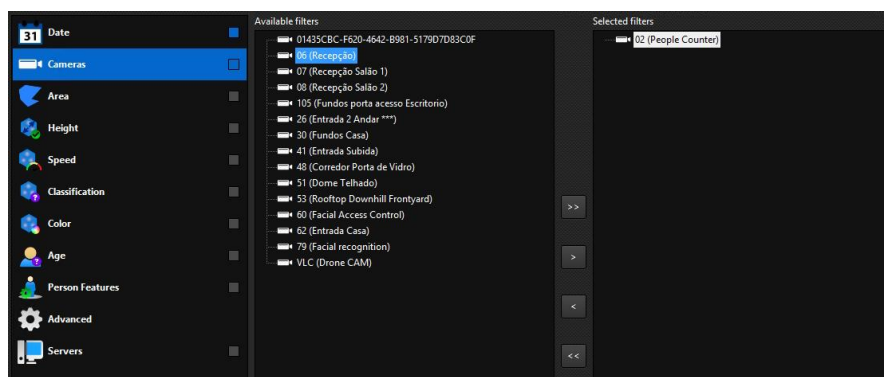 31
Date
Cameras
Area
Height
Speed
Classification
Color
Age
Person Features
Advanced
Servers
Available filters
01435CBC-F620-4642-B981-5179D7D83C0F
06 (Recepção)
07 (Recepção Salão 1)
08 (Recepção Salão 2)
105 (Fundos porta acesso Escritorio)
26 (Entrada 2 Andar ***)
30 (Fundos Casa)
41 (Entrada Subida)
48 (Corredor Porta de Vidro)
51 (Dome Telhado)
53 (Rooftop Downhill Frontyard)
60 (Facial Access Control)
62 (Entrada Casa)
79 (Facial recognition)
VLC (Drone CAM)
>>
>
<
<<
Selected filters
02 (People Counter)